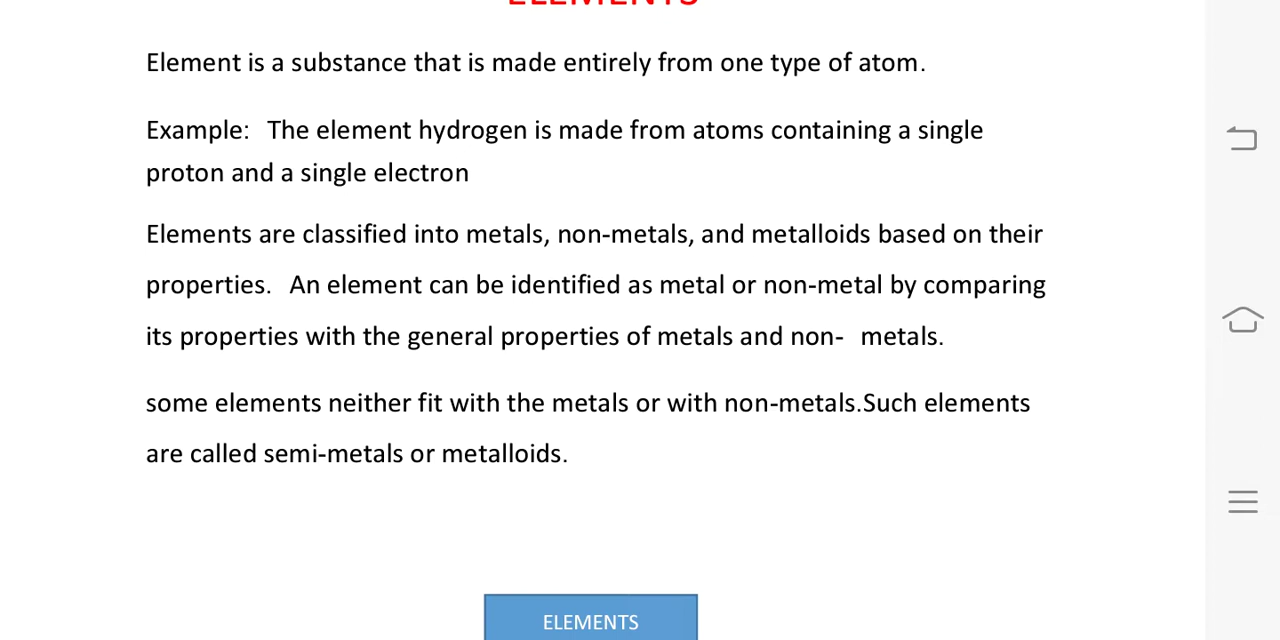 ELEMENTS
Element is a substance that is made entirely from one type of atom.
Example: The element hydrogen is made from atoms containing a single
proton and a single electron
Elements are classified into metals, non-metals, and metalloids based on their
properties. An element can be identified as metal or non-metal by comparing
its properties with the general properties of metals and non- metals.
some elements neither fit with the metals or with non-metals.Such elements
are called semi-metals or metalloids.
ELEMENTS